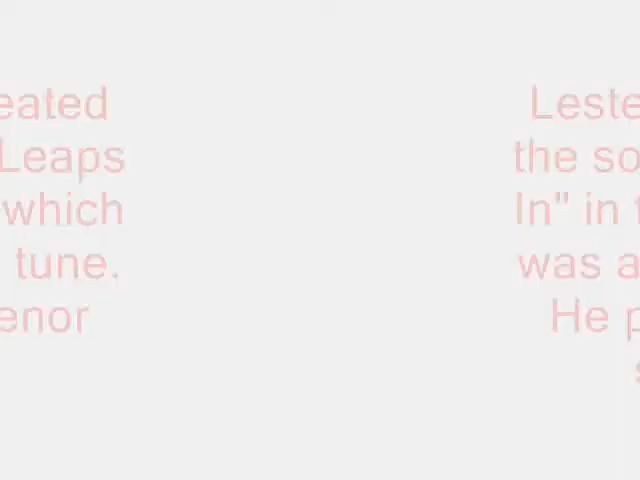 eated
Leaps
which
tune.
enor
Leste
the so
In" in t
was a
He p
s